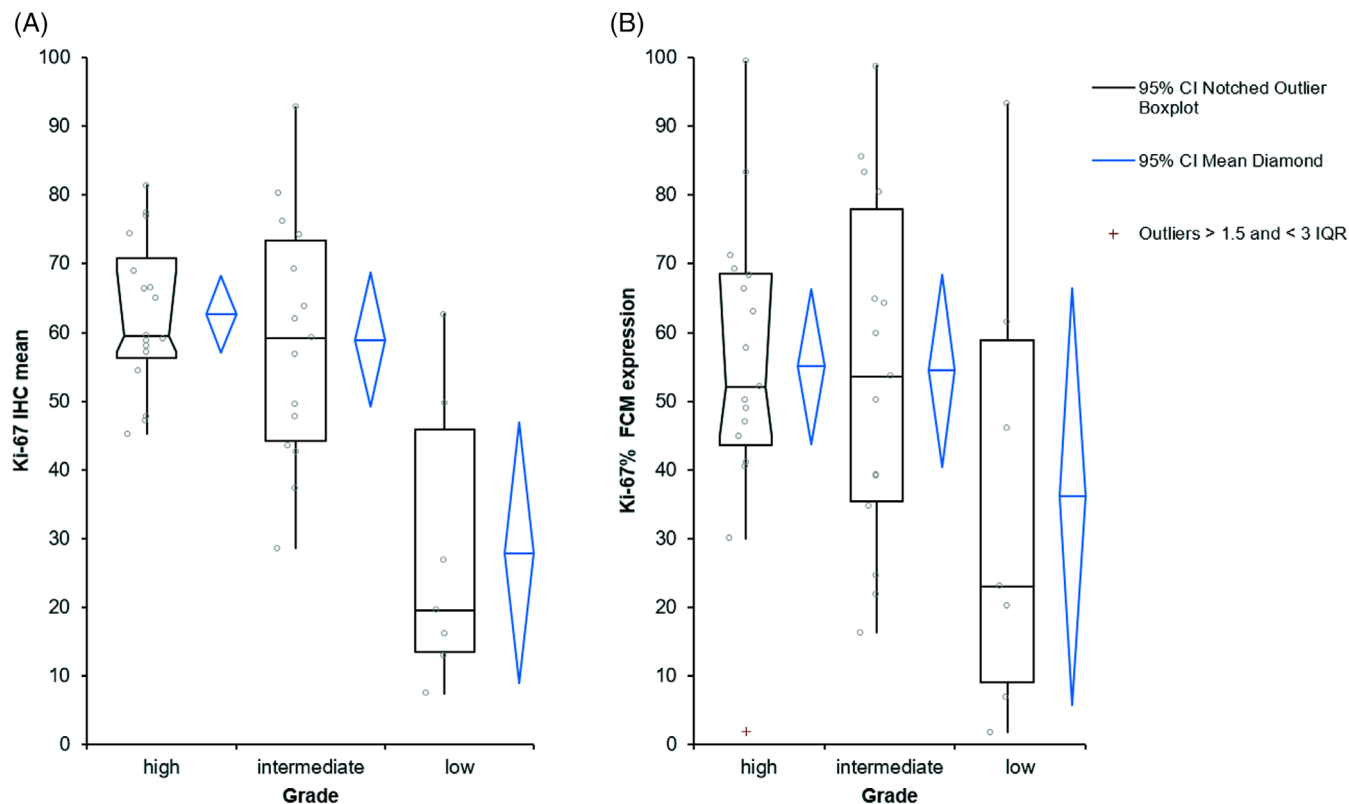 (A)
Ki-67 IHC mean
100
90
80
70
60
50
40
30
20
10
0
high intermediate low
Grade
(B)
Ki-67% FCM expression
100
90
80
70
60
50
40
30
20
10
0
high intermediate low
Grade
95% CI Notched Outlier
Boxplot
95% CI Mean Diamond
Outliers > 1.5 and < 3 IQR